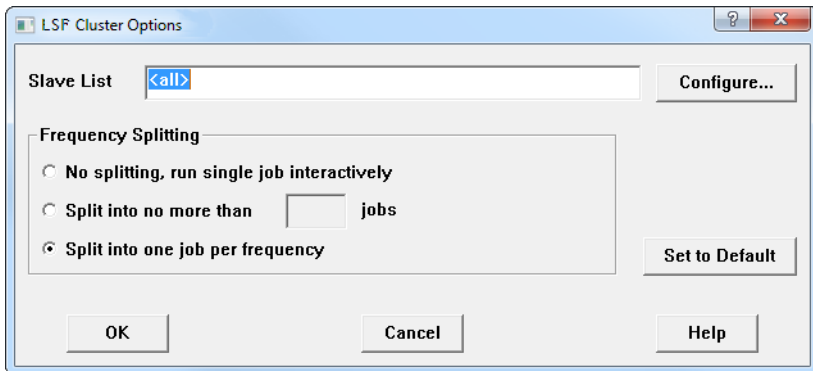 LSF Cluster Options
Slave List <all> Configure...
Frequency Splitting
No splitting, run single job interactively
Split into no more than jobs
Split into one job per frequency
Set to Default
OK Cancel Help